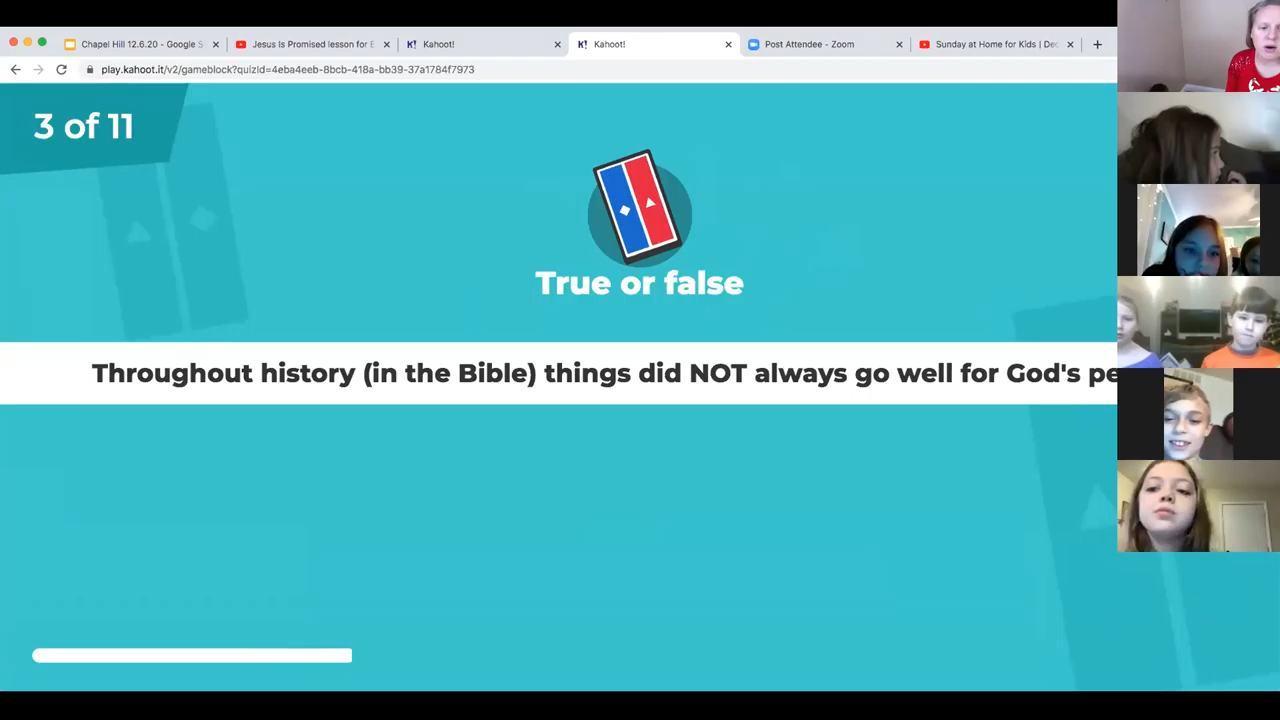 Chapel Hill 12.6.20 - Google S
Jesus Is Promised lesson for E
K! Kahoot!
K! Kahoot!
Post Attendee - Zoom
Sunday at Home for Kids | Dec
play.kahoot.it/v2/gameblock?quizId=4eba4eeb-8bcb-418a-bb39-37a1784f7973
3 of 11
True or false
Throughout history (in the Bible) things did NOT always go well for God's pe